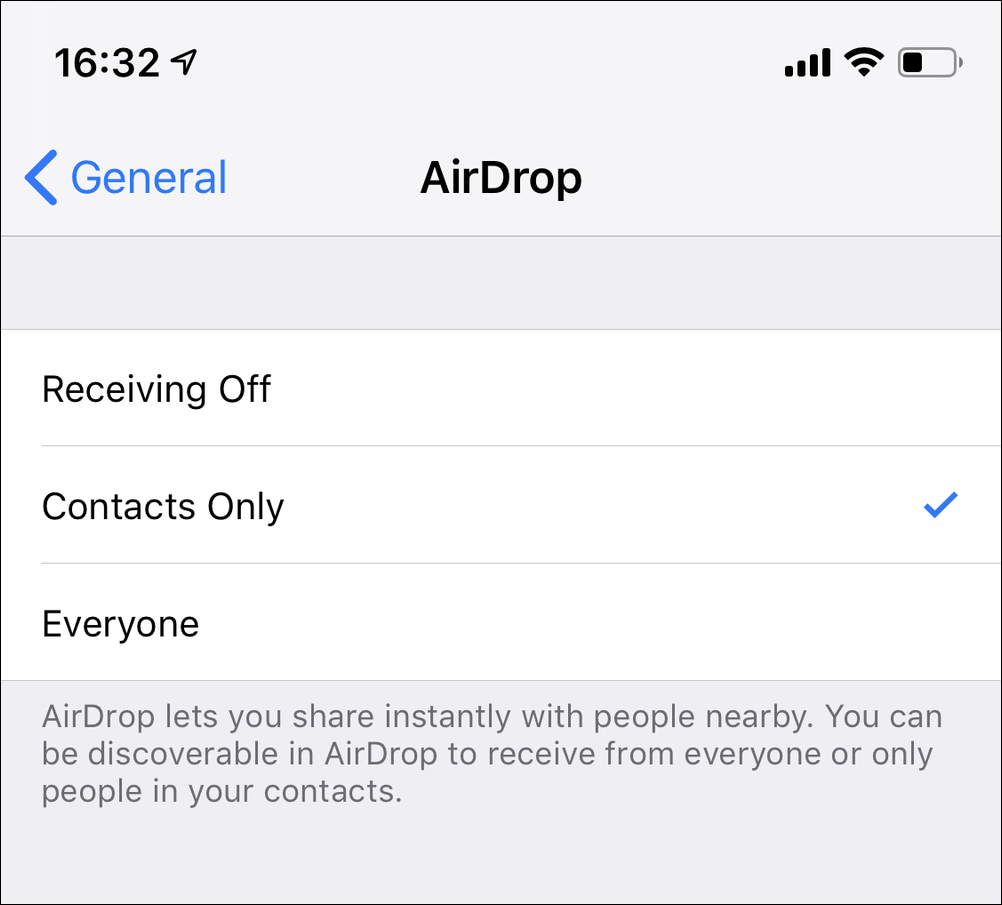 16:32
General
AirDrop
Receiving Off
Contacts Only
Everyone
AirDrop lets you share instantly with people nearby. You can
be discoverable in AirDrop to receive from everyone or only
people in your contacts.